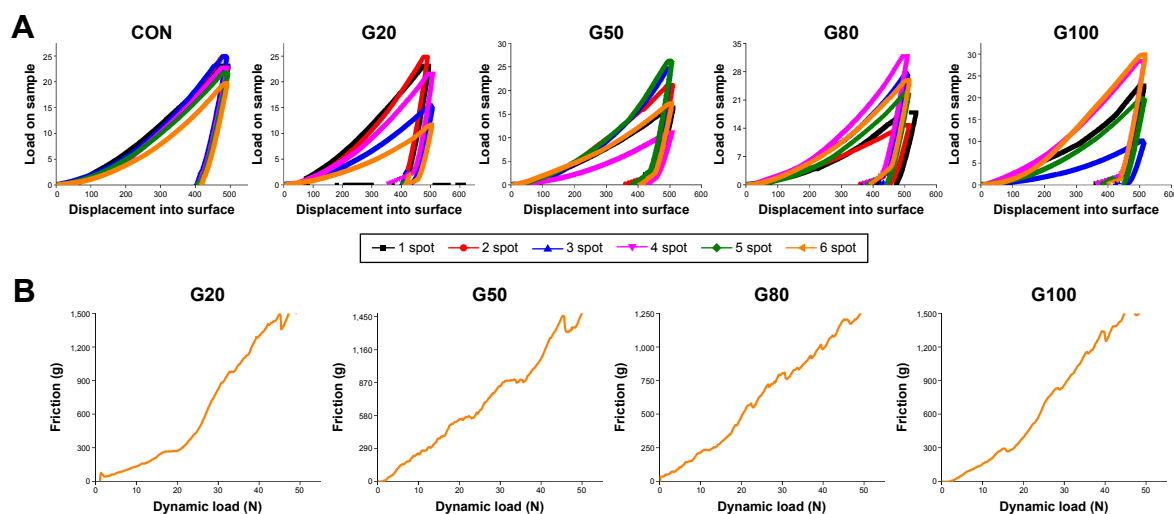 A
CON
G20
G50
G80
G100
Load on sample
25
20
15
10
5
0
0 100 200 300 400 500 600
Displacement into surface
Load on sample
25
20
15
10
5
0
0 100 200 300 400 500 600
Displacement into surface
Load on sample
30
25
20
15
10
5
0
0 100 200 300 400 500 600
Displacement into surface
Load on sample
35
28
21
14
7
0
0 100 200 300 400 500 600
Displacement into surface
Load on sample
30
25
20
15
10
5
0
0 100 200 300 400 500 600
Displacement into surface
1 spot 2 spot 3 spot 4 spot 5 spot 6 spot
B
G20
G50
G80
G100
Friction (g)
1,500
1,200
900
600
300
0
0 10 20 30 40 50
Dynamic load (N)
Friction (g)
1,450
1,160
870
580
290
0
0 10 20 30 40 50
Dynamic load (N)
Friction (g)
1,250
1,000
750
500
250
0
0 10 20 30 40 50
Dynamic load (N)
Friction (g)
1,500
1,200
900
600
300
0
0 10 20 30 40 50
Dynamic load (N)